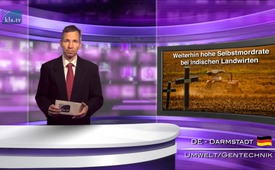 kla.tv
Weiterhin hohe Selbstmordrate
bei indischen Landwirten
DE - DARMSTADT
UMWELT/GENTECHNIK